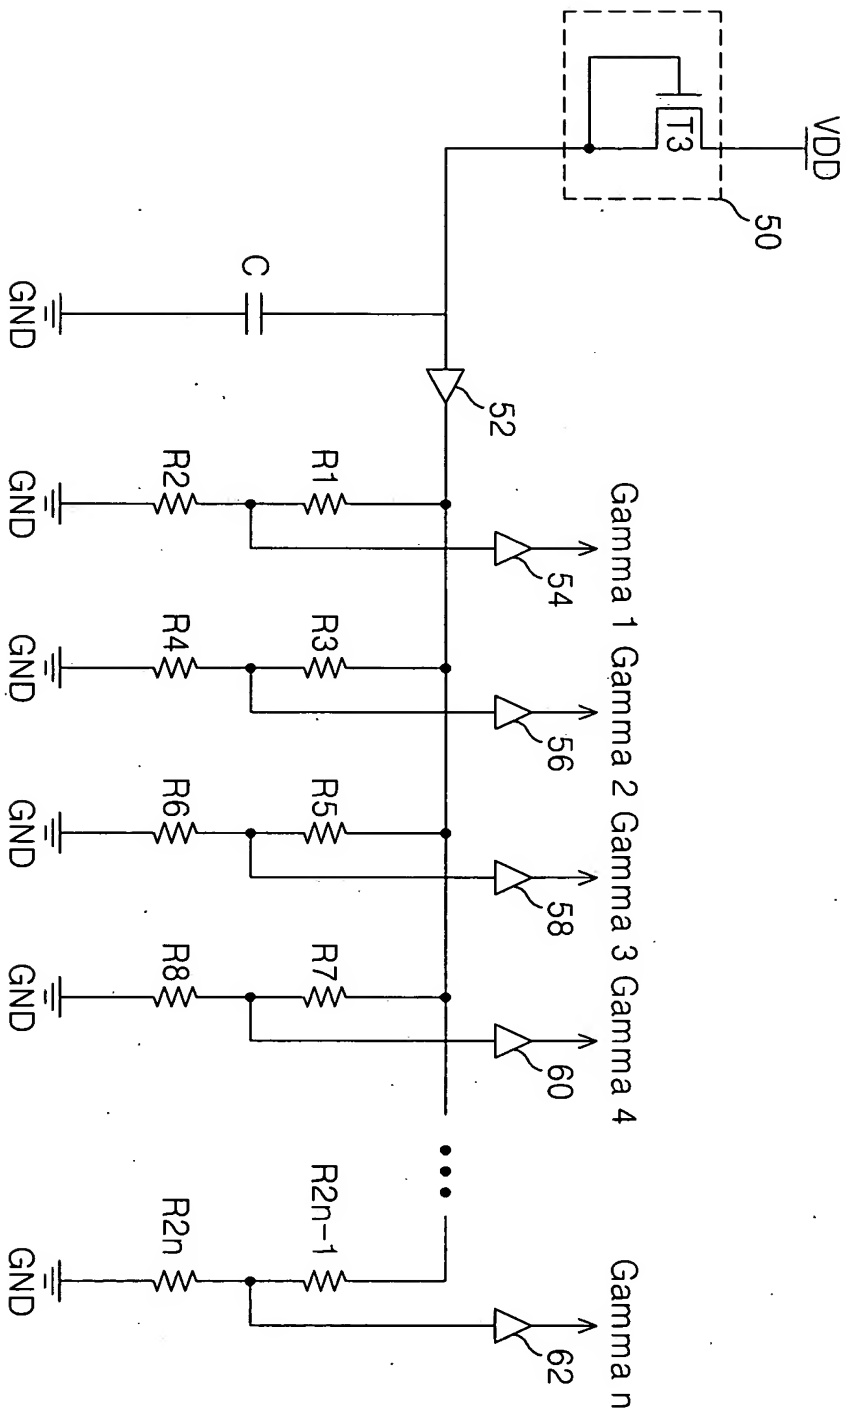 VDD
T3
50
C
GND
52
Gamma 1
Gamma 2
Gamma 3
Gamma 4
Gamma n
54
56
58
60
62
R1
R3
R5
R7
R2n-1
R2
R4
R6
R8
R2n
GND
GND
GND
GND
GND